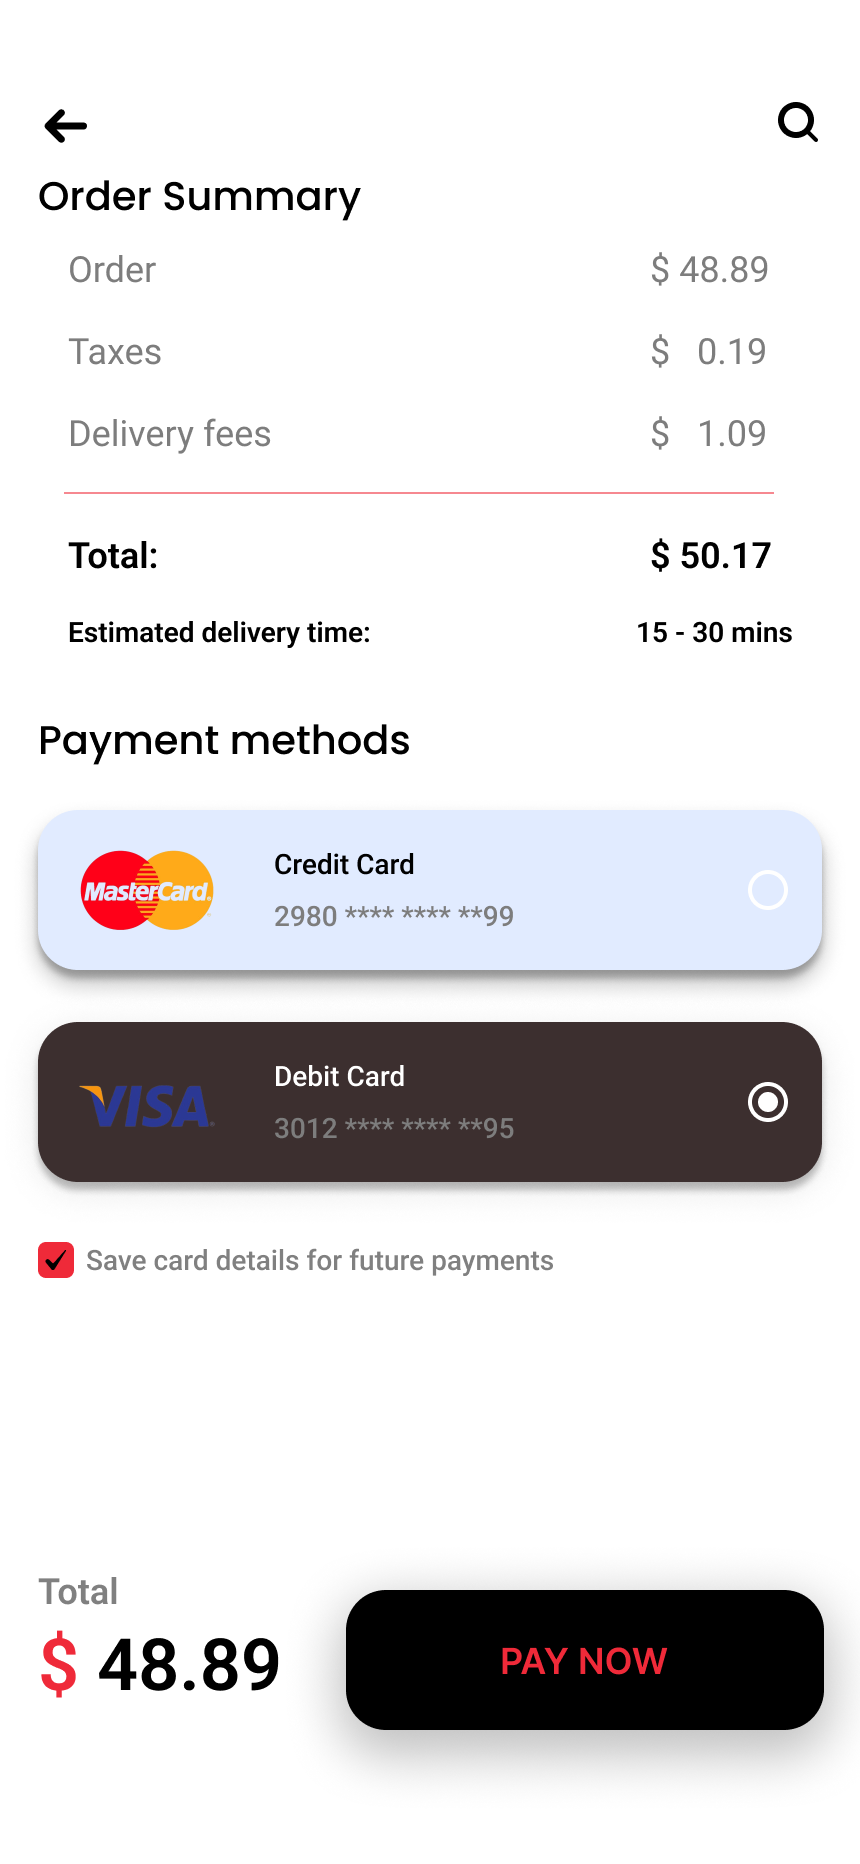 Order Summary
Order $ 48.89
Taxes $ 0.19
Delivery fees $ 1.09
Total: $ 50.17
Estimated delivery time: 15 - 30 mins
Payment methods
MasterCard
Credit Card
2980 **** **** **99
VISA
Debit Card
3012 **** **** **95
Save card details for future payments
Total
$ 48.89
PAY NOW